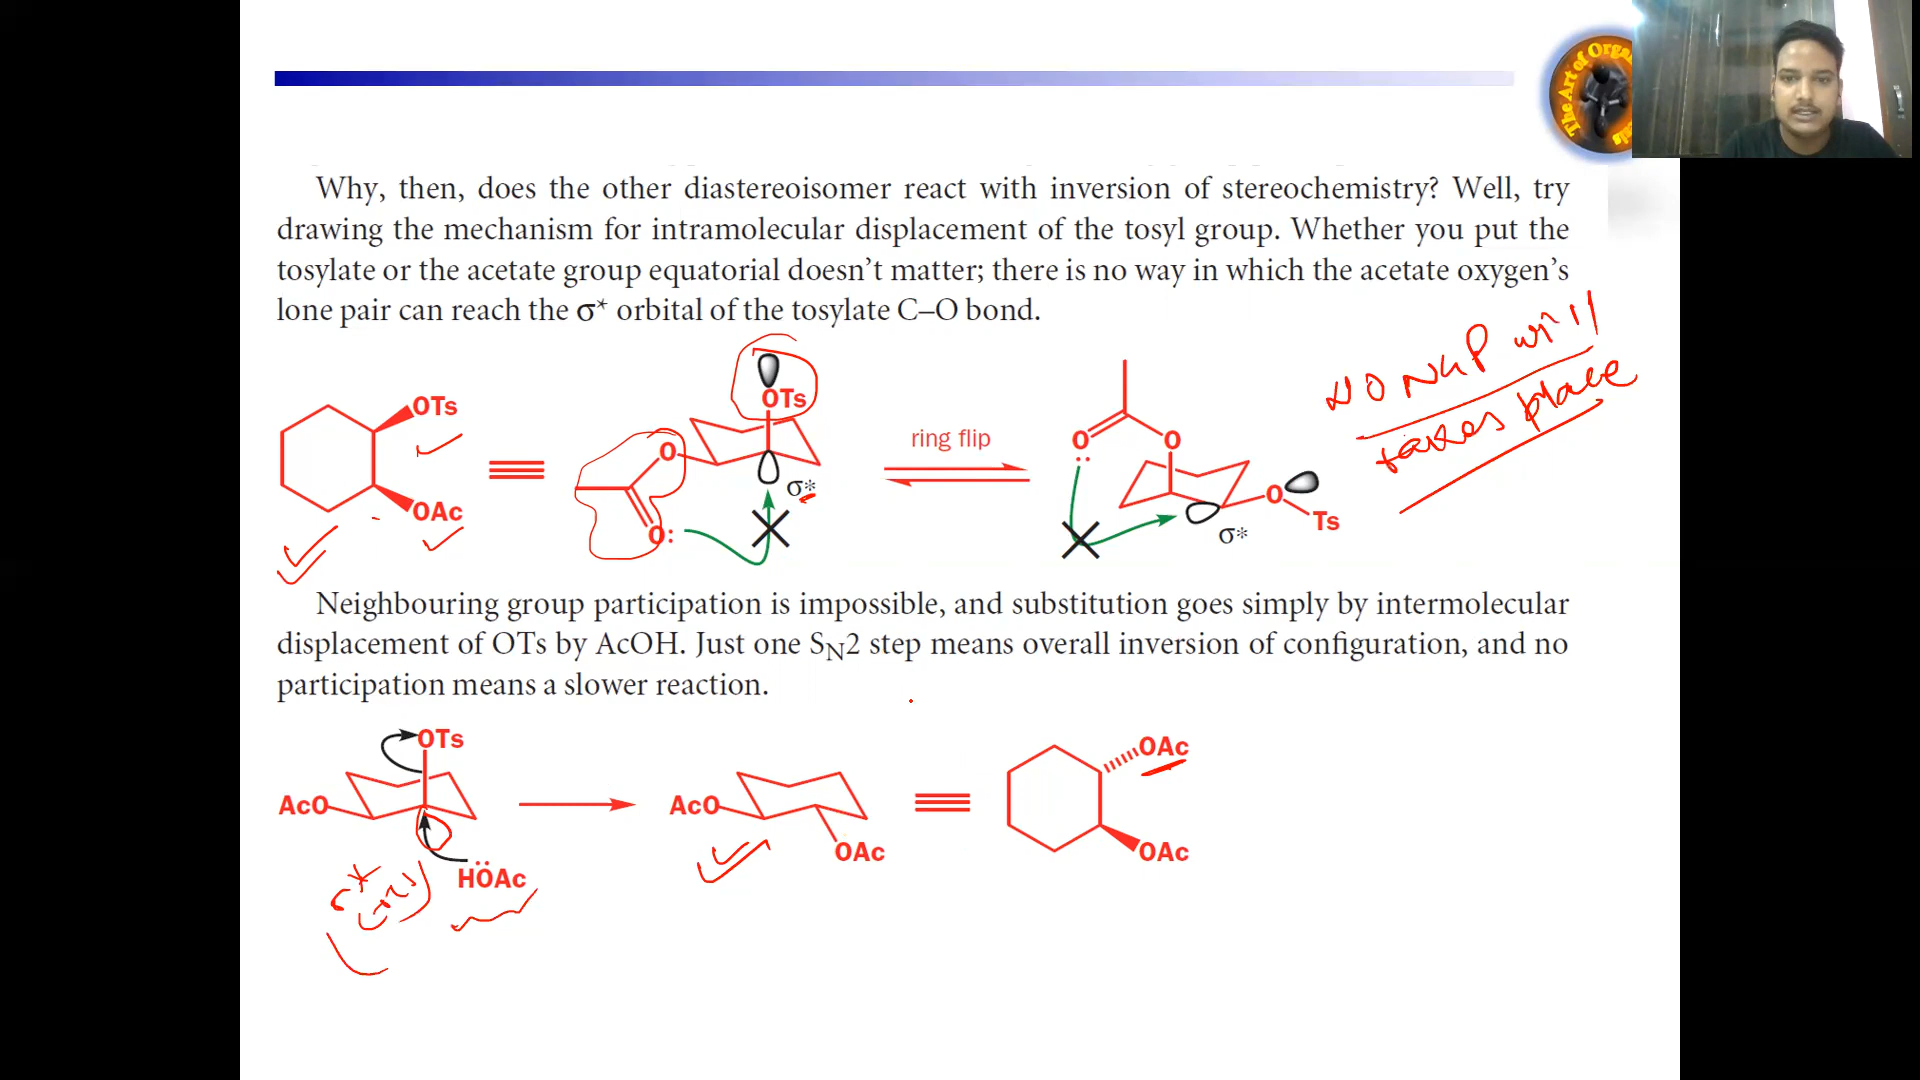 The Art of Orga
sis
Why, then, does the other diastereoisomer react with inversion of stereochemistry? Well, try
drawing the mechanism for intramolecular displacement of the tosyl group. Whether you put the
tosylate or the acetate group equatorial doesn't matter; there is no way in which the acetate oxygen's
lone pair can reach the σ* orbital of the tosylate C–O bond.
NO NGP will
takes place
OTs
OAc
OTs
O
O:
σ*
ring flip
O
O
O
Ts
σ*
Neighbouring group participation is impossible, and substitution goes simply by intermolecular
displacement of OTs by AcOH. Just one SN2 step means overall inversion of configuration, and no
participation means a slower reaction.
OTs
AcO
HÖAc
σ*
AcO
OAc
OAc
OAc